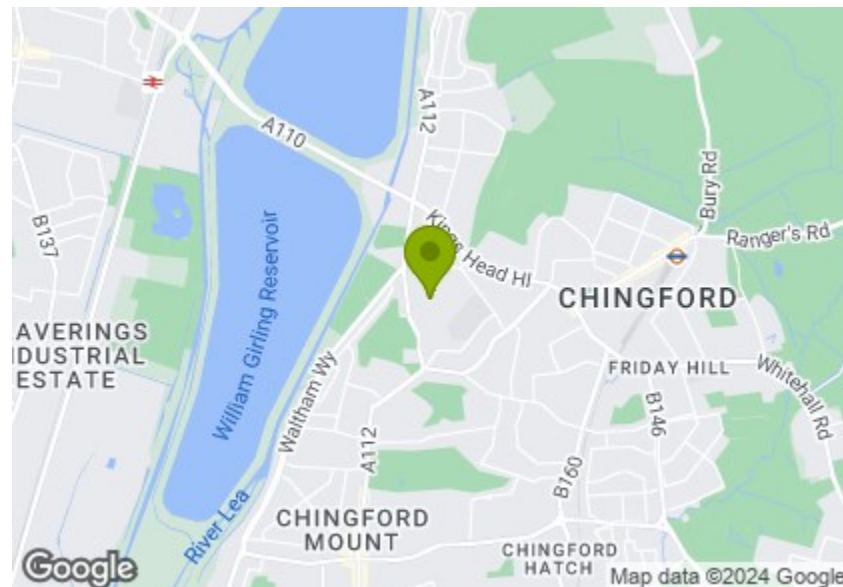 A112
A110
Bury Rd
B137
Kings Head Hl
Ranger's Rd
William Girling Reservoir
CHINGFORD
AVERINGS
NDUSTRIAL
ESTATE
Waltham Wy
FRIDAY HILL
Whitehall Rd
B146
A112
B160
River Lea
CHINGFORD
MOUNT
CHINGFORD
HATCH
Google
Map data ©2024 Google